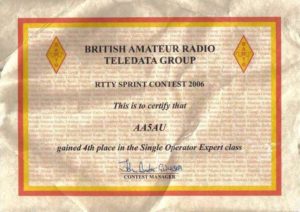 BRITISH AMATEUR RADIO
TELEDATA GROUP
RTTY SPRINT CONTEST 2006
This is to certify that
AA5AU
gained 4th place in the Single Operator Expert class
CONTEST MANAGER